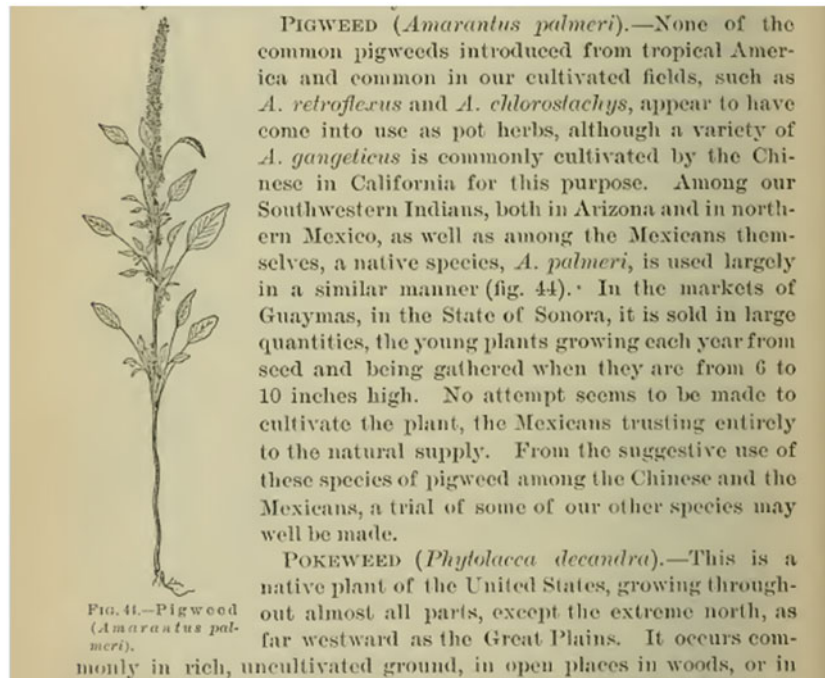 PIGWEED (Amarantus palmeri).—None of the
common pigweeds introduced from tropical Amer-
ica and common in our cultivated fields, such as
A. retroflexus and A. chlorostachys, appear to have
come into use as pot herbs, although a variety of
A. gangeticus is commonly cultivated by the Chi-
nese in California for this purpose. Among our
Southwestern Indians, both in Arizona and in north-
ern Mexico, as well as among the Mexicans them-
selves, a native species, A. palmeri, is used largely
in a similar manner (fig. 44). In the markets of
Guaymas, in the State of Sonora, it is sold in large
quantities, the young plants growing each year from
seed and being gathered when they are from 6 to
10 inches high. No attempt seems to be made to
cultivate the plant, the Mexicans trusting entirely
to the natural supply. From the suggestive use of
these species of pigweed among the Chinese and the
Mexicans, a trial of some of our other species may
well be made.
POKEWEED (Phytolacca decandra).—This is a
native plant of the United States, growing through-
out almost all parts, except the extreme north, as
far westward as the Great Plains. It occurs com-
monly in rich, uncultivated ground, in open places in woods, or in
FIG. 44.—Pigweed
(Amarantus pal-
meri).